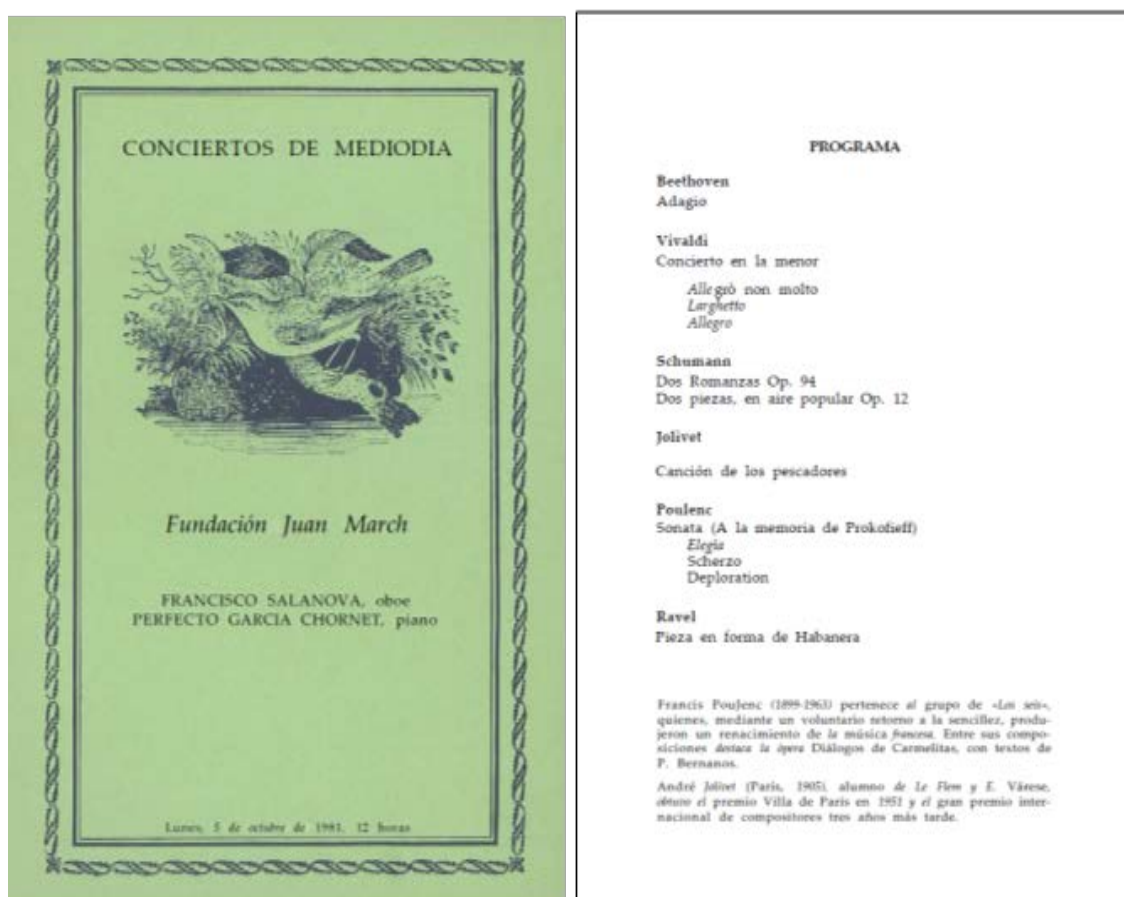 CONCIERTOS DE MEDIODIA
Fundación Juan March
FRANCISCO SALANOVA, oboe
PERFECTO GARCIA CHORNET, piano
Lunes, 5 de octubre de 1981. 12 horas
PROGRAMA
Beethoven
Adagio
Vivaldi
Concierto en la menor
Allegrò non molto
Larghetto
Allegro
Schumann
Dos Romanzas Op. 94
Dos piezas, en aire popular Op. 12
Jolivet
Canción de los pescadores
Poulenc
Sonata (A la memoria de Prokofieff)
Elegia
Scherzo
Deploration
Ravel
Pieza en forma de Habanera
Francis PouJenc (1899-1963) pertenece al grupo de «Los seis»,
quienes, mediante un voluntario retorno a la sencillez, produ-
jeron un renacimiento de la música francesa. Entre sus compo-
siciones destaca la ópera Diálogos de Carmelitas, con textos de
P. Bernanos.
André Jolivet (París, 1905), alumno de Le Flem y E. Várese,
obtuvo el premio Villa de Paris en 1951 y el gran premio inter-
nacional de compositores tres años más tarde.